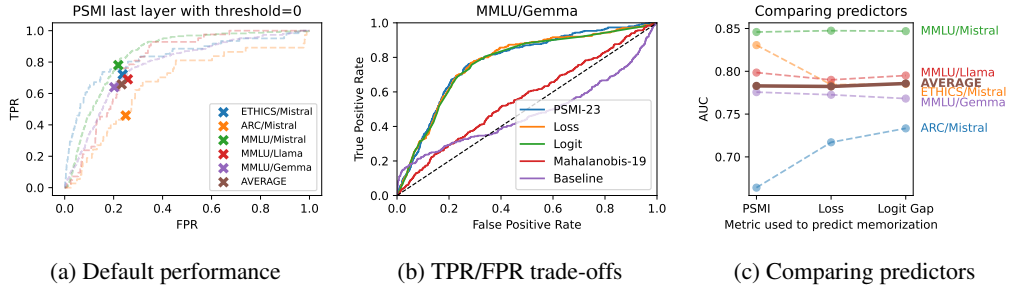 PSMI last layer with threshold=0
TPR
1.0
0.8
0.6
0.4
0.2
0.0
0.0
0.2
0.4
0.6
0.8
1.0
FPR
ETHICS/Mistral
ARC/Mistral
MMLU/Mistral
MMLU/Llama
MMLU/Gemma
AVERAGE
(a) Default performance
MMLU/Gemma
True Positive Rate
1.0
0.8
0.6
0.4
0.2
0.0
0.0
0.2
0.4
0.6
0.8
1.0
False Positive Rate
PSMI-23
Loss
Logit
Mahalanobis-19
Baseline
(b) TPR/FPR trade-offs
Comparing predictors
AUC
0.85
0.80
0.75
0.70
PSMI
Loss
Logit Gap
Metric used to predict memorization
MMLU/Mistral
MMLU/Llama
AVERAGE
ETHICS/Mistral
MMLU/Gemma
ARC/Mistral
(c) Comparing predictors